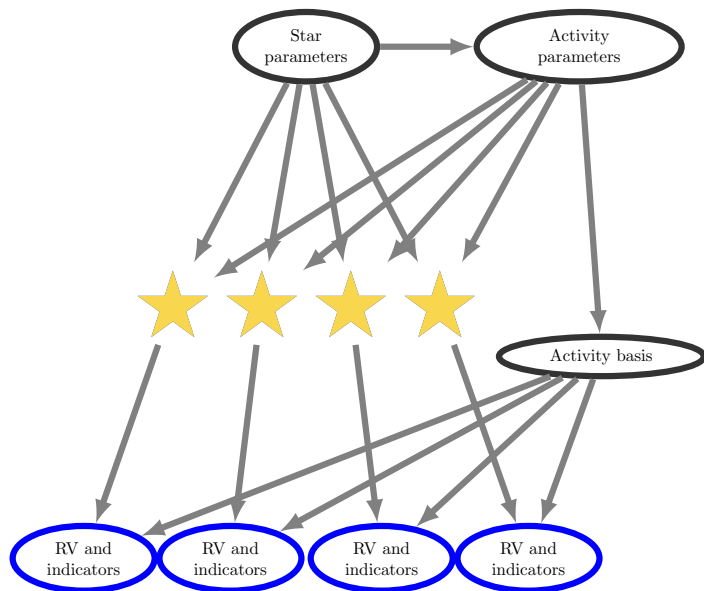 Star
parameters
Activity
parameters
Activity basis
RV and
indicators
RV and
indicators
RV and
indicators
RV and
indicators